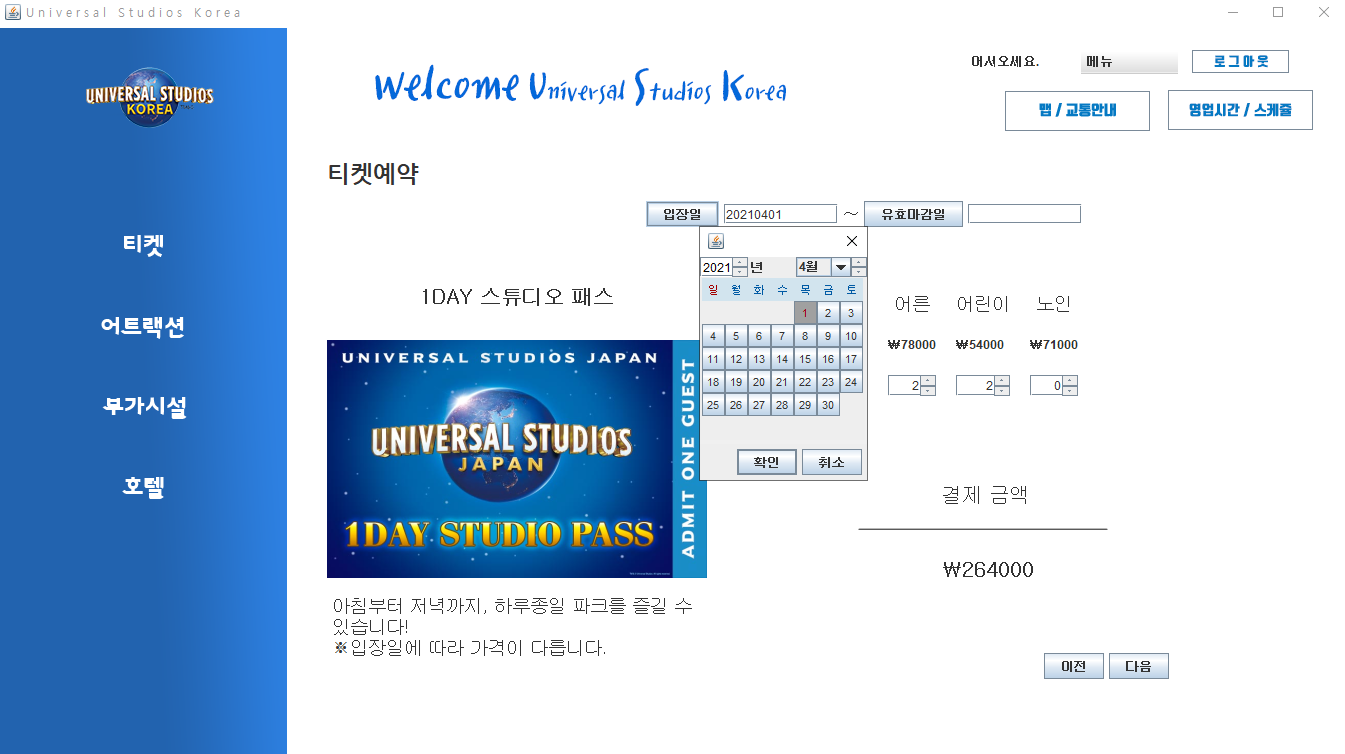 Universal Studios Korea
UNIVERSAL STUDIOS
KOREA
티켓
어트랙션
부가시설
호텔
Welcome Universal Studios Korea
어서오세요.
메뉴
로그아웃
맵 / 교통안내
영업시간 / 스케줄
티켓예약
입장일
20210401
~
유효마감일
2021 년 4월
일 월 화 수 목 금 토
1 2 3
4 5 6 7 8 9 10
11 12 13 14 15 16 17
18 19 20 21 22 23 24
25 26 27 28 29 30
확인 취소
1DAY 스튜디오 패스
UNIVERSAL STUDIOS JAPAN
UNIVERSAL STUDIOS
JAPAN
1DAY STUDIO PASS
ADMIT ONE GUEST
아침부터 저녁까지, 하루종일 파크를 즐길 수
있습니다!
※입장일에 따라 가격이 다릅니다.
어른 어린이 노인
₩78000 ₩54000 ₩71000
2 2 0
결제 금액
₩264000
이전 다음